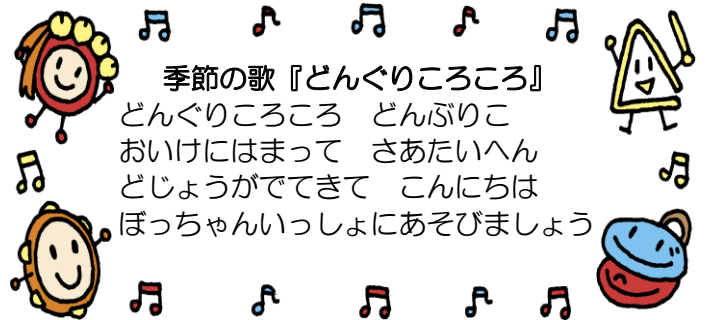 季節の歌『どんぐりころころ』
どんぐりころころ　どんぶりこ
おいけにはまって　さあたいへん
どじょうがでてきて　こんにちは
ぼっちゃんいっしょにあそびましょう